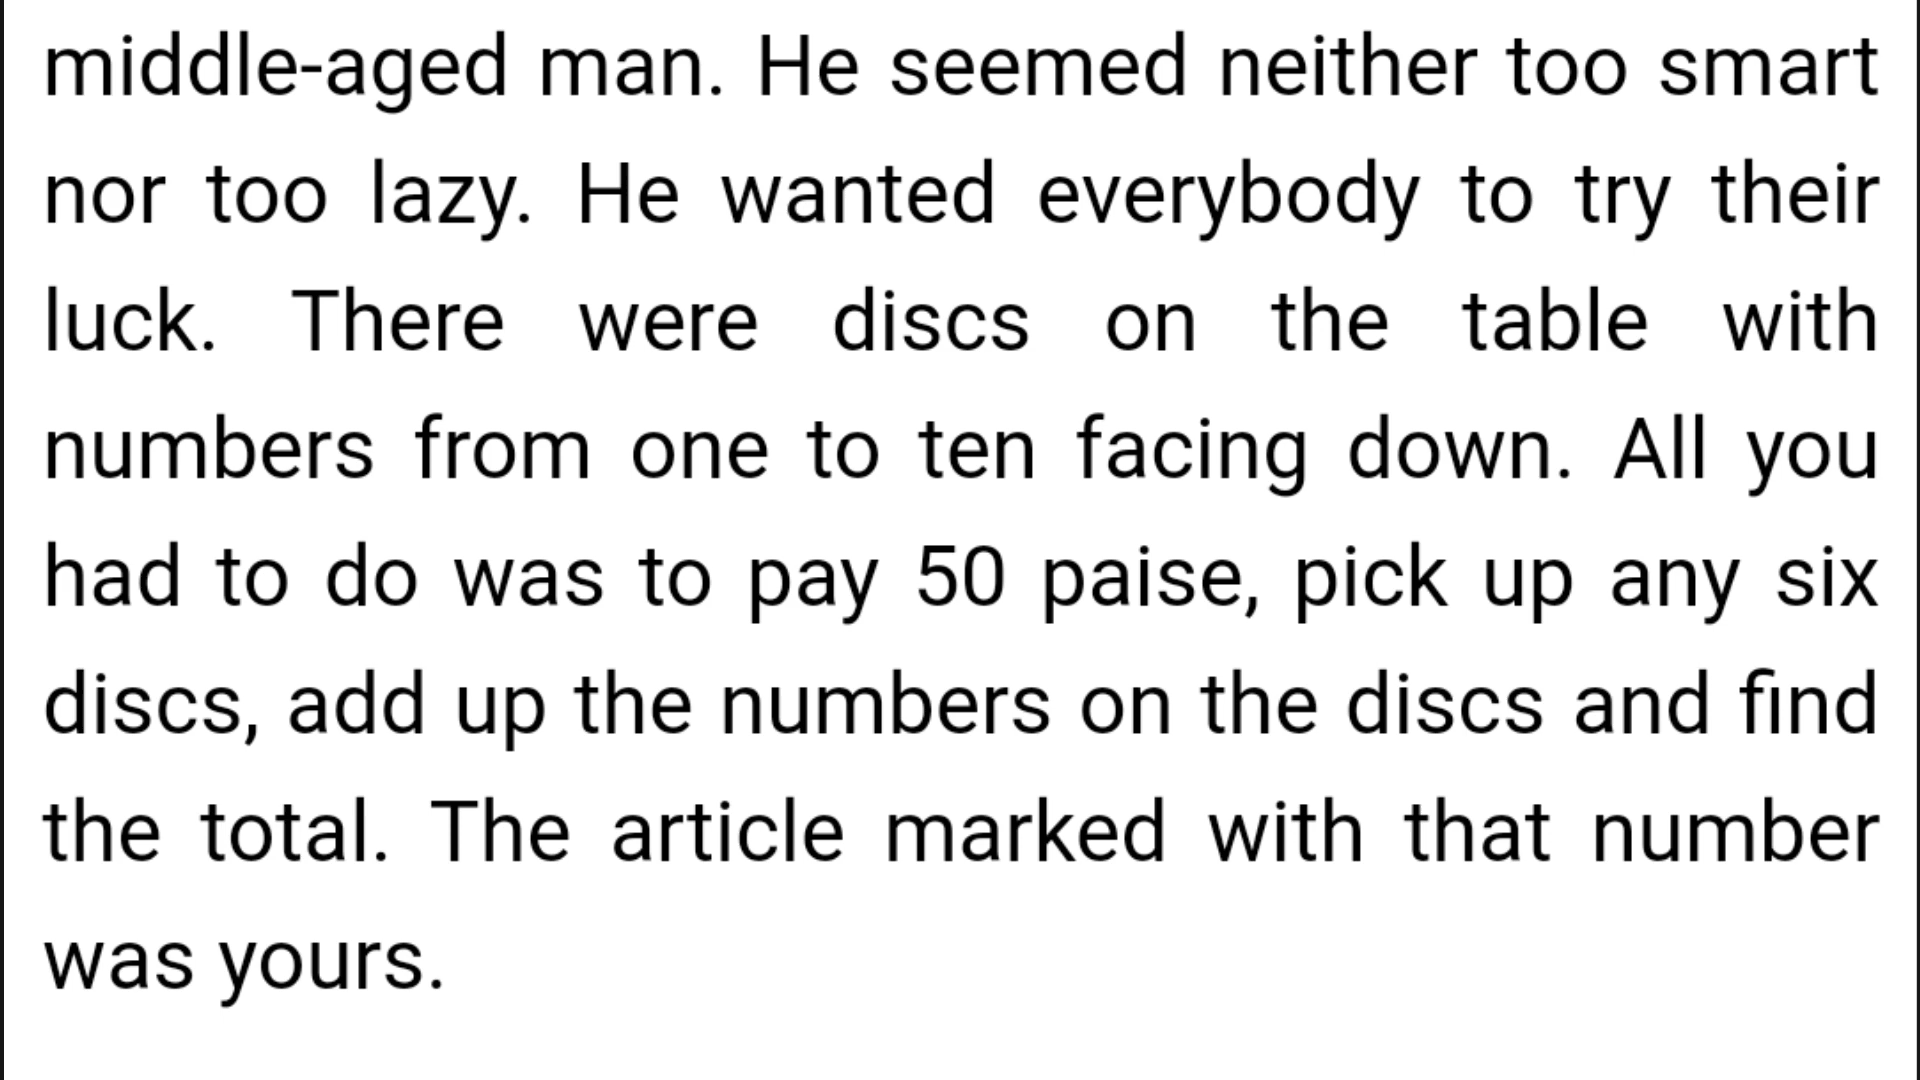 middle-aged man. He seemed neither too smart
nor too lazy. He wanted everybody to try their
luck. There were discs on the table with
numbers from one to ten facing down. All you
had to do was to pay 50 paise, pick up any six
discs, add up the numbers on the discs and find
the total. The article marked with that number
was yours.